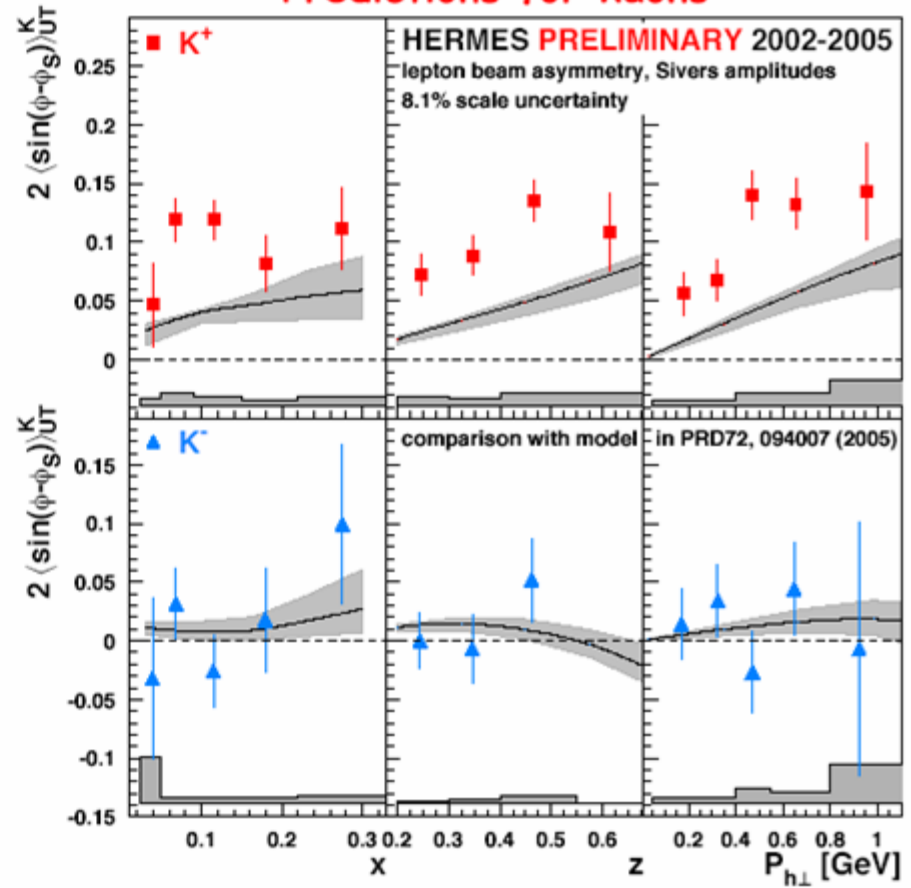 Predictions for Kaons
2 ⟨sin(ϕ-ϕS)⟩KUT
K+
HERMES PRELIMINARY 2002-2005
lepton beam asymmetry, Sivers amplitudes
8.1% scale uncertainty
0.25
0.2
0.15
0.1
0.05
0
2 ⟨sin(ϕ-ϕS)⟩KUT
K-
comparison with model
in PRD72, 094007 (2005)
0.15
0.1
0.05
0
-0.05
-0.1
-0.15
0.1 0.2 0.3 0.2 0.3 0.4 0.5 0.6 0.2 0.4 0.6 0.8 1
x z Ph⊥ [GeV]